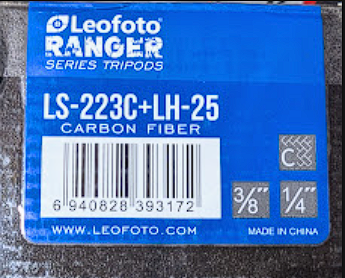 Leofoto
RANGER
SERIES TRIPODS
LS-223C+LH-25
CARBON FIBER
C
6 940828 393172
3/8″ 1/4″
WWW.LEOFOTO.COM MADE IN CHINA